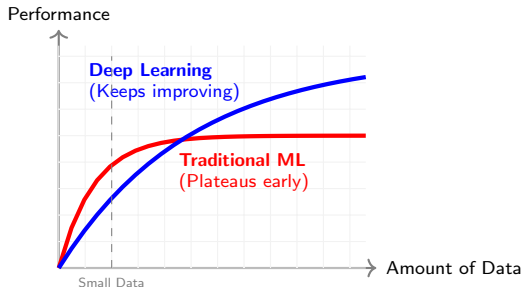 Performance
Deep Learning
(Keeps improving)
Traditional ML
(Plateaus early)
Amount of Data
Small Data